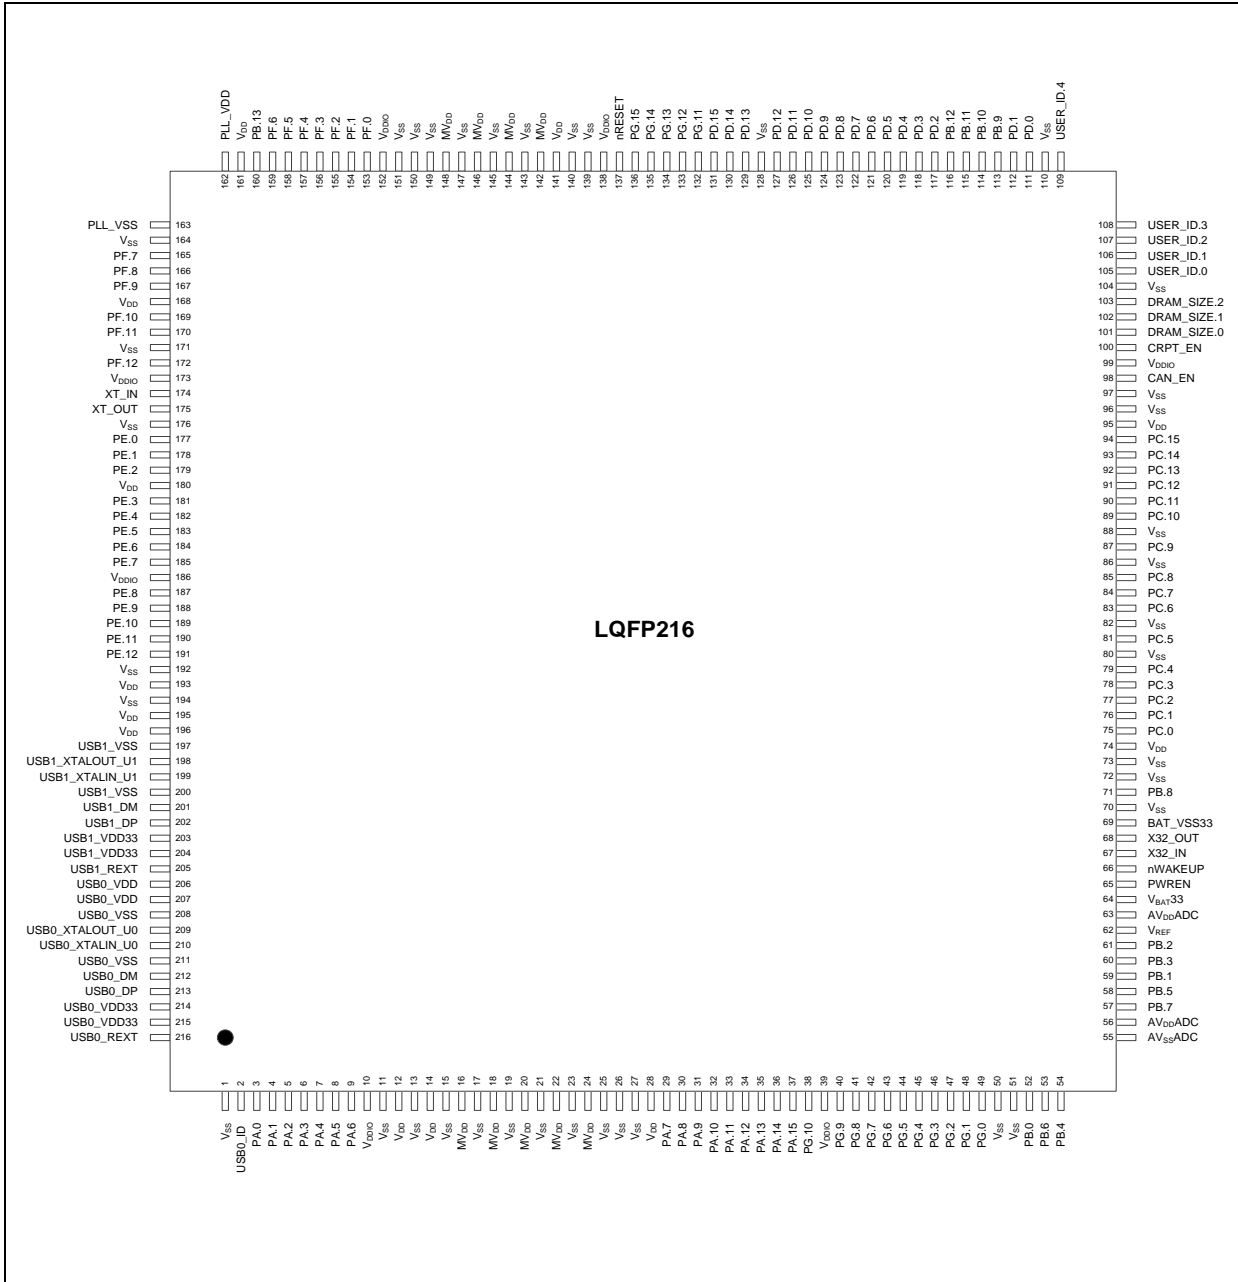 PLL_VDD 162
VDD 161
PB.13 160
PF.6 159
PF.5 158
PF.4 157
PF.3 156
PF.2 155
PF.1 154
PF.0 153
VDDIO 152
VSS 151
VSS 150
VSS 149
MVDD 148
VSS 147
MVDD 146
VSS 145
MVDD 144
VSS 143
MVDD 142
VDD 141
VSS 140
VSS 139
VDDIO 138
nRESET 137
PG.15 136
PG.14 135
PG.13 134
PG.12 133
PG.11 132
PD.15 131
PD.14 130
PD.13 129
VSS 128
PD.12 127
PD.11 126
PD.10 125
PD.9 124
PD.8 123
PD.7 122
PD.6 121
PD.5 120
PD.4 119
PD.3 118
PD.2 117
PB.12 116
PB.11 115
PB.10 114
PB.9 113
PD.1 112
PD.0 111
VSS 110
USER_ID.4 109
PLL_VSS 163
VSS 164
PF.7 165
PF.8 166
PF.9 167
VDD 168
PF.10 169
PF.11 170
VSS 171
PF.12 172
VDDIO 173
XT_IN 174
XT_OUT 175
VSS 176
PE.0 177
PE.1 178
PE.2 179
VDD 180
PE.3 181
PE.4 182
PE.5 183
PE.6 184
PE.7 185
VDDIO 186
PE.8 187
PE.9 188
PE.10 189
PE.11 190
PE.12 191
VSS 192
VDD 193
VSS 194
VDD 195
VDD 196
USB1_VSS 197
USB1_XTALOUT_U1 198
USB1_XTALIN_U1 199
USB1_VSS 200
USB1_DM 201
USB1_DP 202
USB1_VDD33 203
USB1_VDD33 204
USB1_REXT 205
USB0_VDD 206
USB0_VDD 207
USB0_VSS 208
USB0_XTALOUT_U0 209
USB0_XTALIN_U0 210
USB0_VSS 211
USB0_DM 212
USB0_DP 213
USB0_VDD33 214
USB0_VDD33 215
USB0_REXT 216
LQFP216
108 USER_ID.3
107 USER_ID.2
106 USER_ID.1
105 USER_ID.0
104 VSS
103 DRAM_SIZE.2
102 DRAM_SIZE.1
101 DRAM_SIZE.0
100 CRPT_EN
99 VDDIO
98 CAN_EN
97 VSS
96 VSS
95 VDD
94 PC.15
93 PC.14
92 PC.13
91 PC.12
90 PC.11
89 PC.10
88 VSS
87 PC.9
86 VSS
85 PC.8
84 PC.7
83 PC.6
82 VSS
81 PC.5
80 VSS
79 PC.4
78 PC.3
77 PC.2
76 PC.1
75 PC.0
74 VDD
73 VSS
72 VSS
71 PB.8
70 VSS
69 BAT_VSS33
68 X32_OUT
67 X32_IN
66 nWAKEUP
65 PWREN
64 VBAT33
63 AVDDADC
62 VREF
61 PB.2
60 PB.3
59 PB.1
58 PB.5
57 PB.7
56 AVDDADC
55 AVSSADC
1 VSS
2 USB0_ID
3 PA.0
4 PA.1
5 PA.2
6 PA.3
7 PA.4
8 PA.5
9 PA.6
10 VDDIO
11 VSS
12 VDD
13 VSS
14 VDD
15 VSS
16 MVDD
17 VSS
18 MVDD
19 VSS
20 MVDD
21 VSS
22 MVDD
23 VSS
24 MVDD
25 VSS
26 VSS
27 VSS
28 VDD
29 PA.7
30 PA.8
31 PA.9
32 PA.10
33 PA.11
34 PA.12
35 PA.13
36 PA.14
37 PA.15
38 PG.10
39 VDDIO
40 PG.9
41 PG.8
42 PG.7
43 PG.6
44 PG.5
45 PG.4
46 PG.3
47 PG.2
48 PG.1
49 PG.0
50 VSS
51 VSS
52 PB.0
53 PB.6
54 PB.4